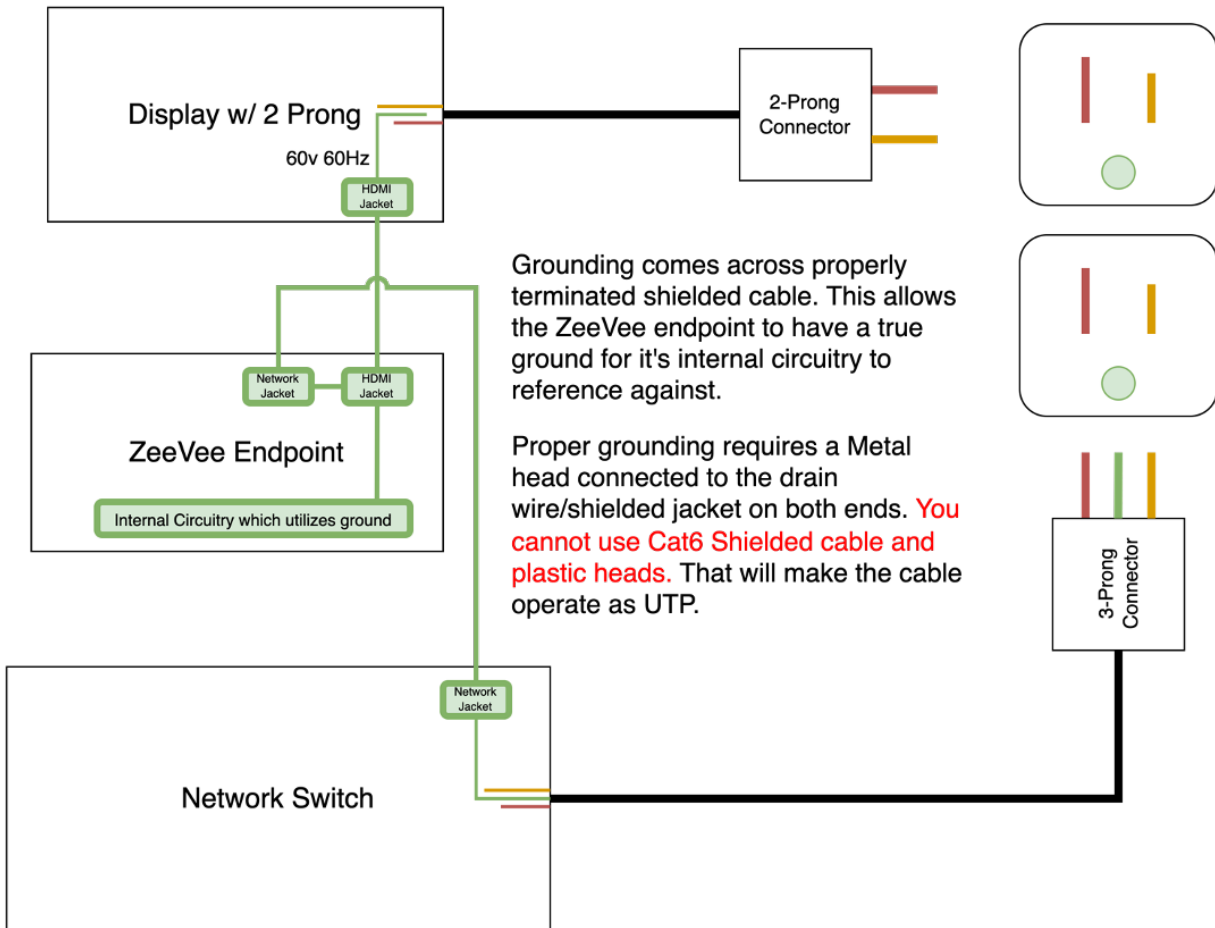 Display w/ 2 Prong
60v 60Hz
HDMI
Jacket
2-Prong
Connector
Grounding comes across properly
terminated shielded cable. This allows
the ZeeVee endpoint to have a true
ground for it's internal circuitry to
reference against.
Network
Jacket
HDMI
Jacket
ZeeVee Endpoint
Internal Circuitry which utilizes ground
Proper grounding requires a Metal
head connected to the drain
wire/shielded jacket on both ends. You
cannot use Cat6 Shielded cable and
plastic heads. That will make the cable
operate as UTP.
3-Prong
Connector
Network
Jacket
Network Switch